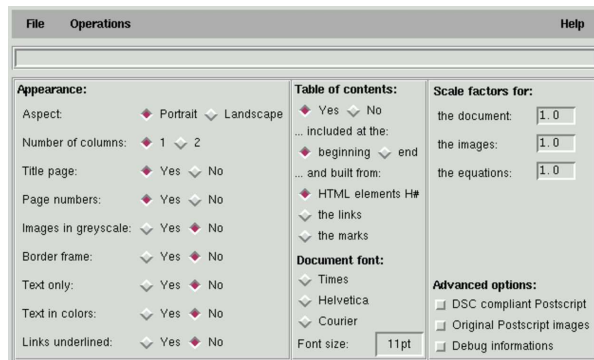 File Operations Help
Appearance:
Aspect: Portrait Landscape
Number of columns: 1 2
Title page: Yes No
Page numbers: Yes No
Images in greyscale: Yes No
Border frame: Yes No
Text only: Yes No
Text in colors: Yes No
Links underlined: Yes No
Table of contents:
Yes No
... included at the:
beginning end
... and built from:
HTML elements H#
the links
the marks
Document font:
Times
Helvetica
Courier
Font size: 11pt
Scale factors for:
the document: 1.0
the images: 1.0
the equations: 1.0
Advanced options:
DSC compliant Postscript
Original Postscript images
Debug informations